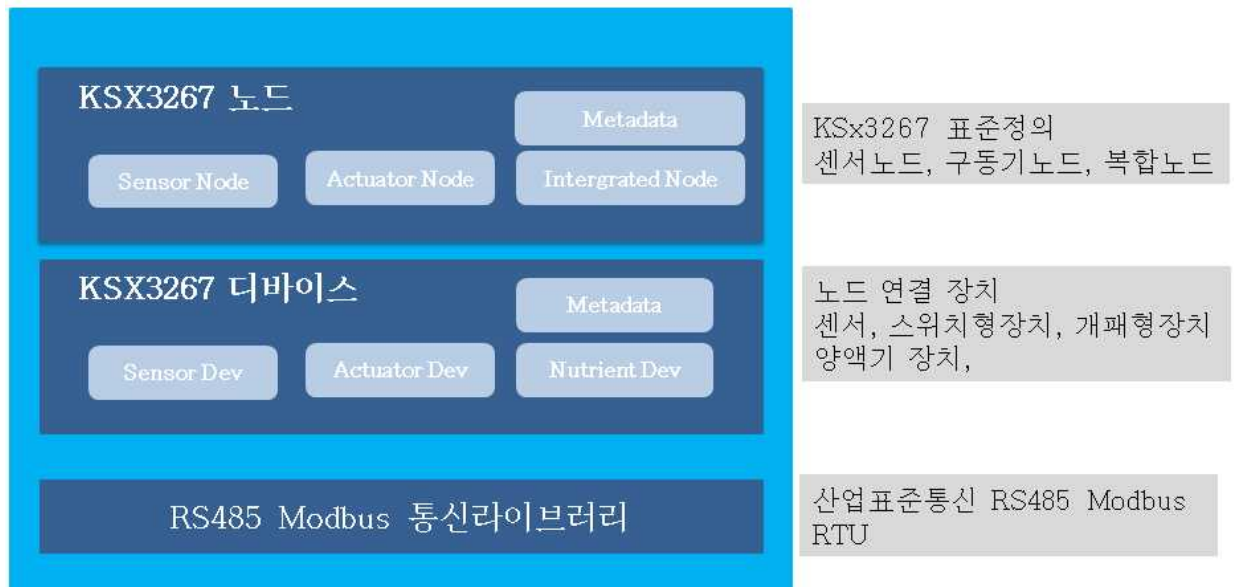 KSX3267 노드
Metadata
Sensor Node
Actuator Node
Intergrated Node
KSx3267 표준정의
센서노드, 구동기노드, 복합노드
KSX3267 디바이스
Metadata
Sensor Dev
Actuator Dev
Nutrient Dev
노드 연결 장치
센서, 스위치형장치, 개패형장치
양액기 장치,
RS485 Modbus 통신라이브러리
산업표준통신 RS485 Modbus
RTU